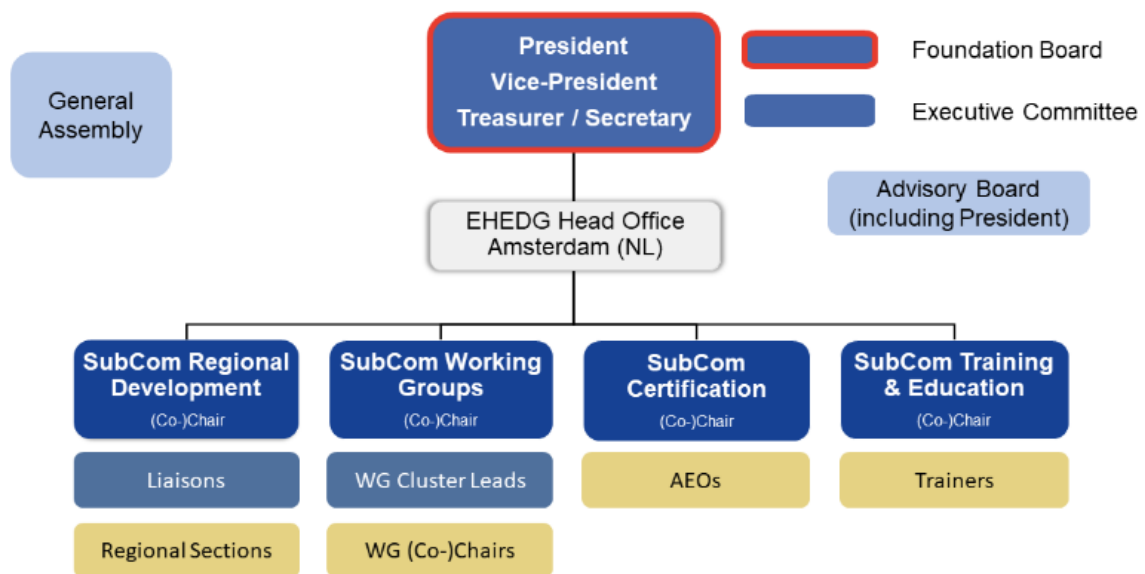 General
Assembly
President
Vice-President
Treasurer / Secretary
Foundation Board
Executive Committee
Advisory Board
(including President)
EHEDG Head Office
Amsterdam (NL)
SubCom Regional
Development
(Co-)Chair
SubCom Working
Groups
(Co-)Chair
SubCom
Certification
(Co-)Chair
SubCom Training
& Education
(Co-)Chair
Liaisons
WG Cluster Leads
AEOs
Trainers
Regional Sections
WG (Co-)Chairs